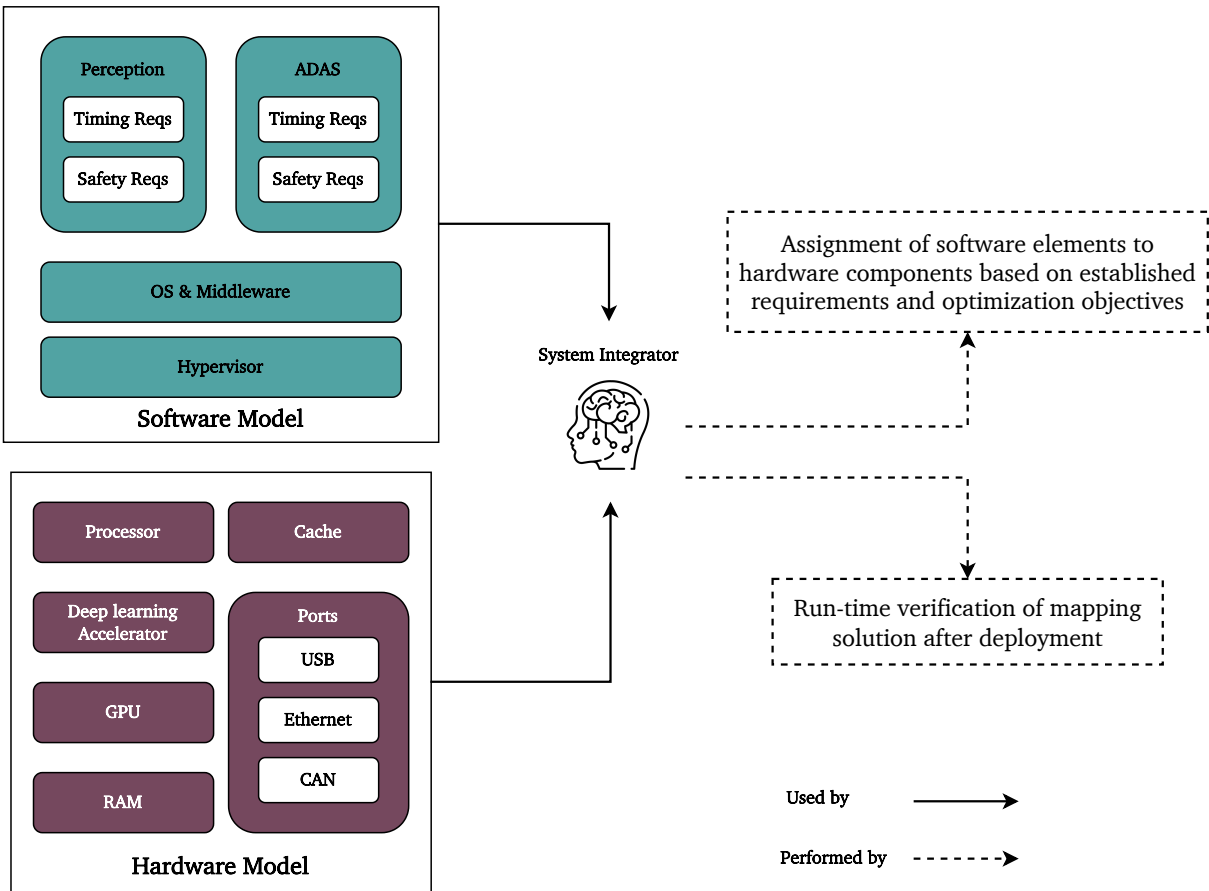 Perception
Timing Reqs
Safety Reqs
ADAS
Timing Reqs
Safety Reqs
OS & Middleware
Hypervisor
Software Model
Processor
Cache
Deep learning
Accelerator
GPU
RAM
Ports
USB
Ethernet
CAN
Hardware Model
System Integrator
Assignment of software elements to
hardware components based on established
requirements and optimization objectives
Run-time verification of mapping
solution after deployment
Used by
Performed by